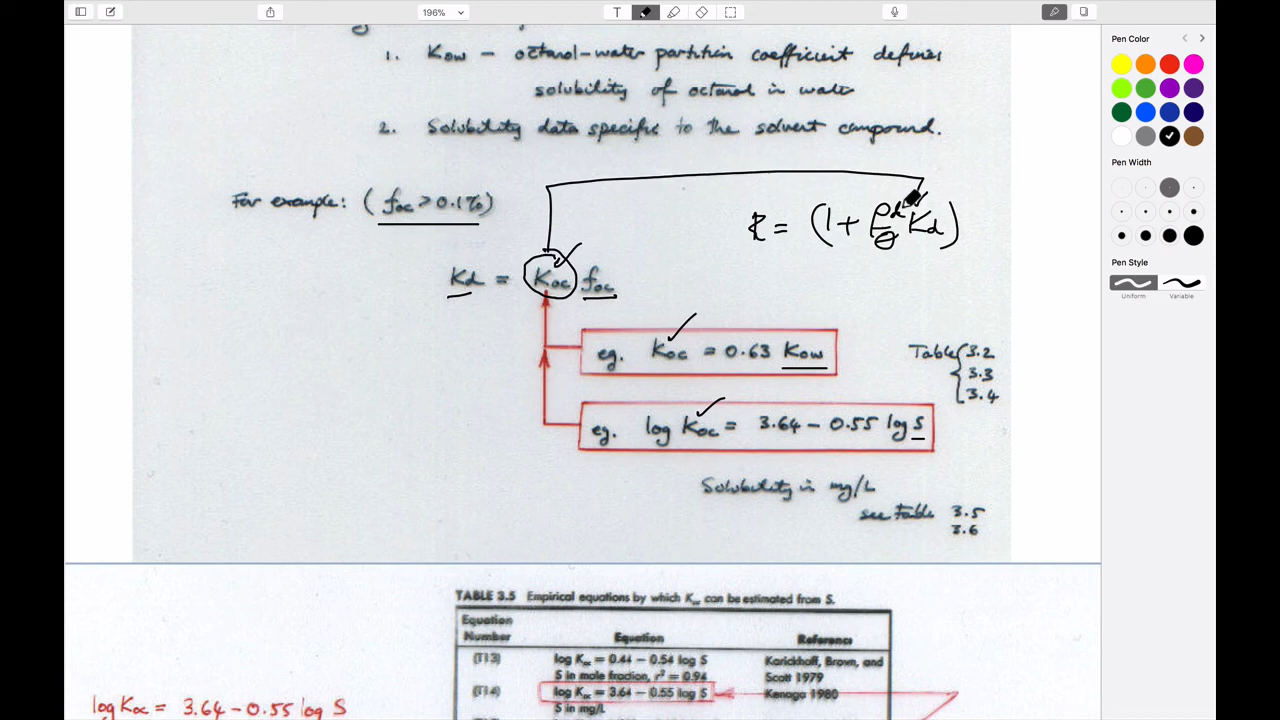 196%
T
Pen Color
Pen Width
Pen Style
Uniform Variable
1. Kow – octanol-water partition coefficient defines
solubility of octanol in water
2. Solubility data specific to the solvent compound.
For example: ( foc > 0.1%)
R = (1 + ρd/θ Kd)
Kd = Koc foc
eg. Koc = 0.63 Kow
Table { 3.2
3.3
3.4
eg. log Koc = 3.64 – 0.55 log S
Solubility in mg/L
see Table 3.5
3.6
TABLE 3.5 Empirical equations by which Koc can be estimated from S.
Equation
Number Equation Reference
(T13) log Koc = 0.44 – 0.54 log S Karickhoff, Brown, and
S in mole fraction, r² = 0.94 Scott 1979
(T14) log Koc = 3.64 – 0.55 log S Kenaga 1980
S in mg/L
log Koc = 3.64 – 0.55 log S